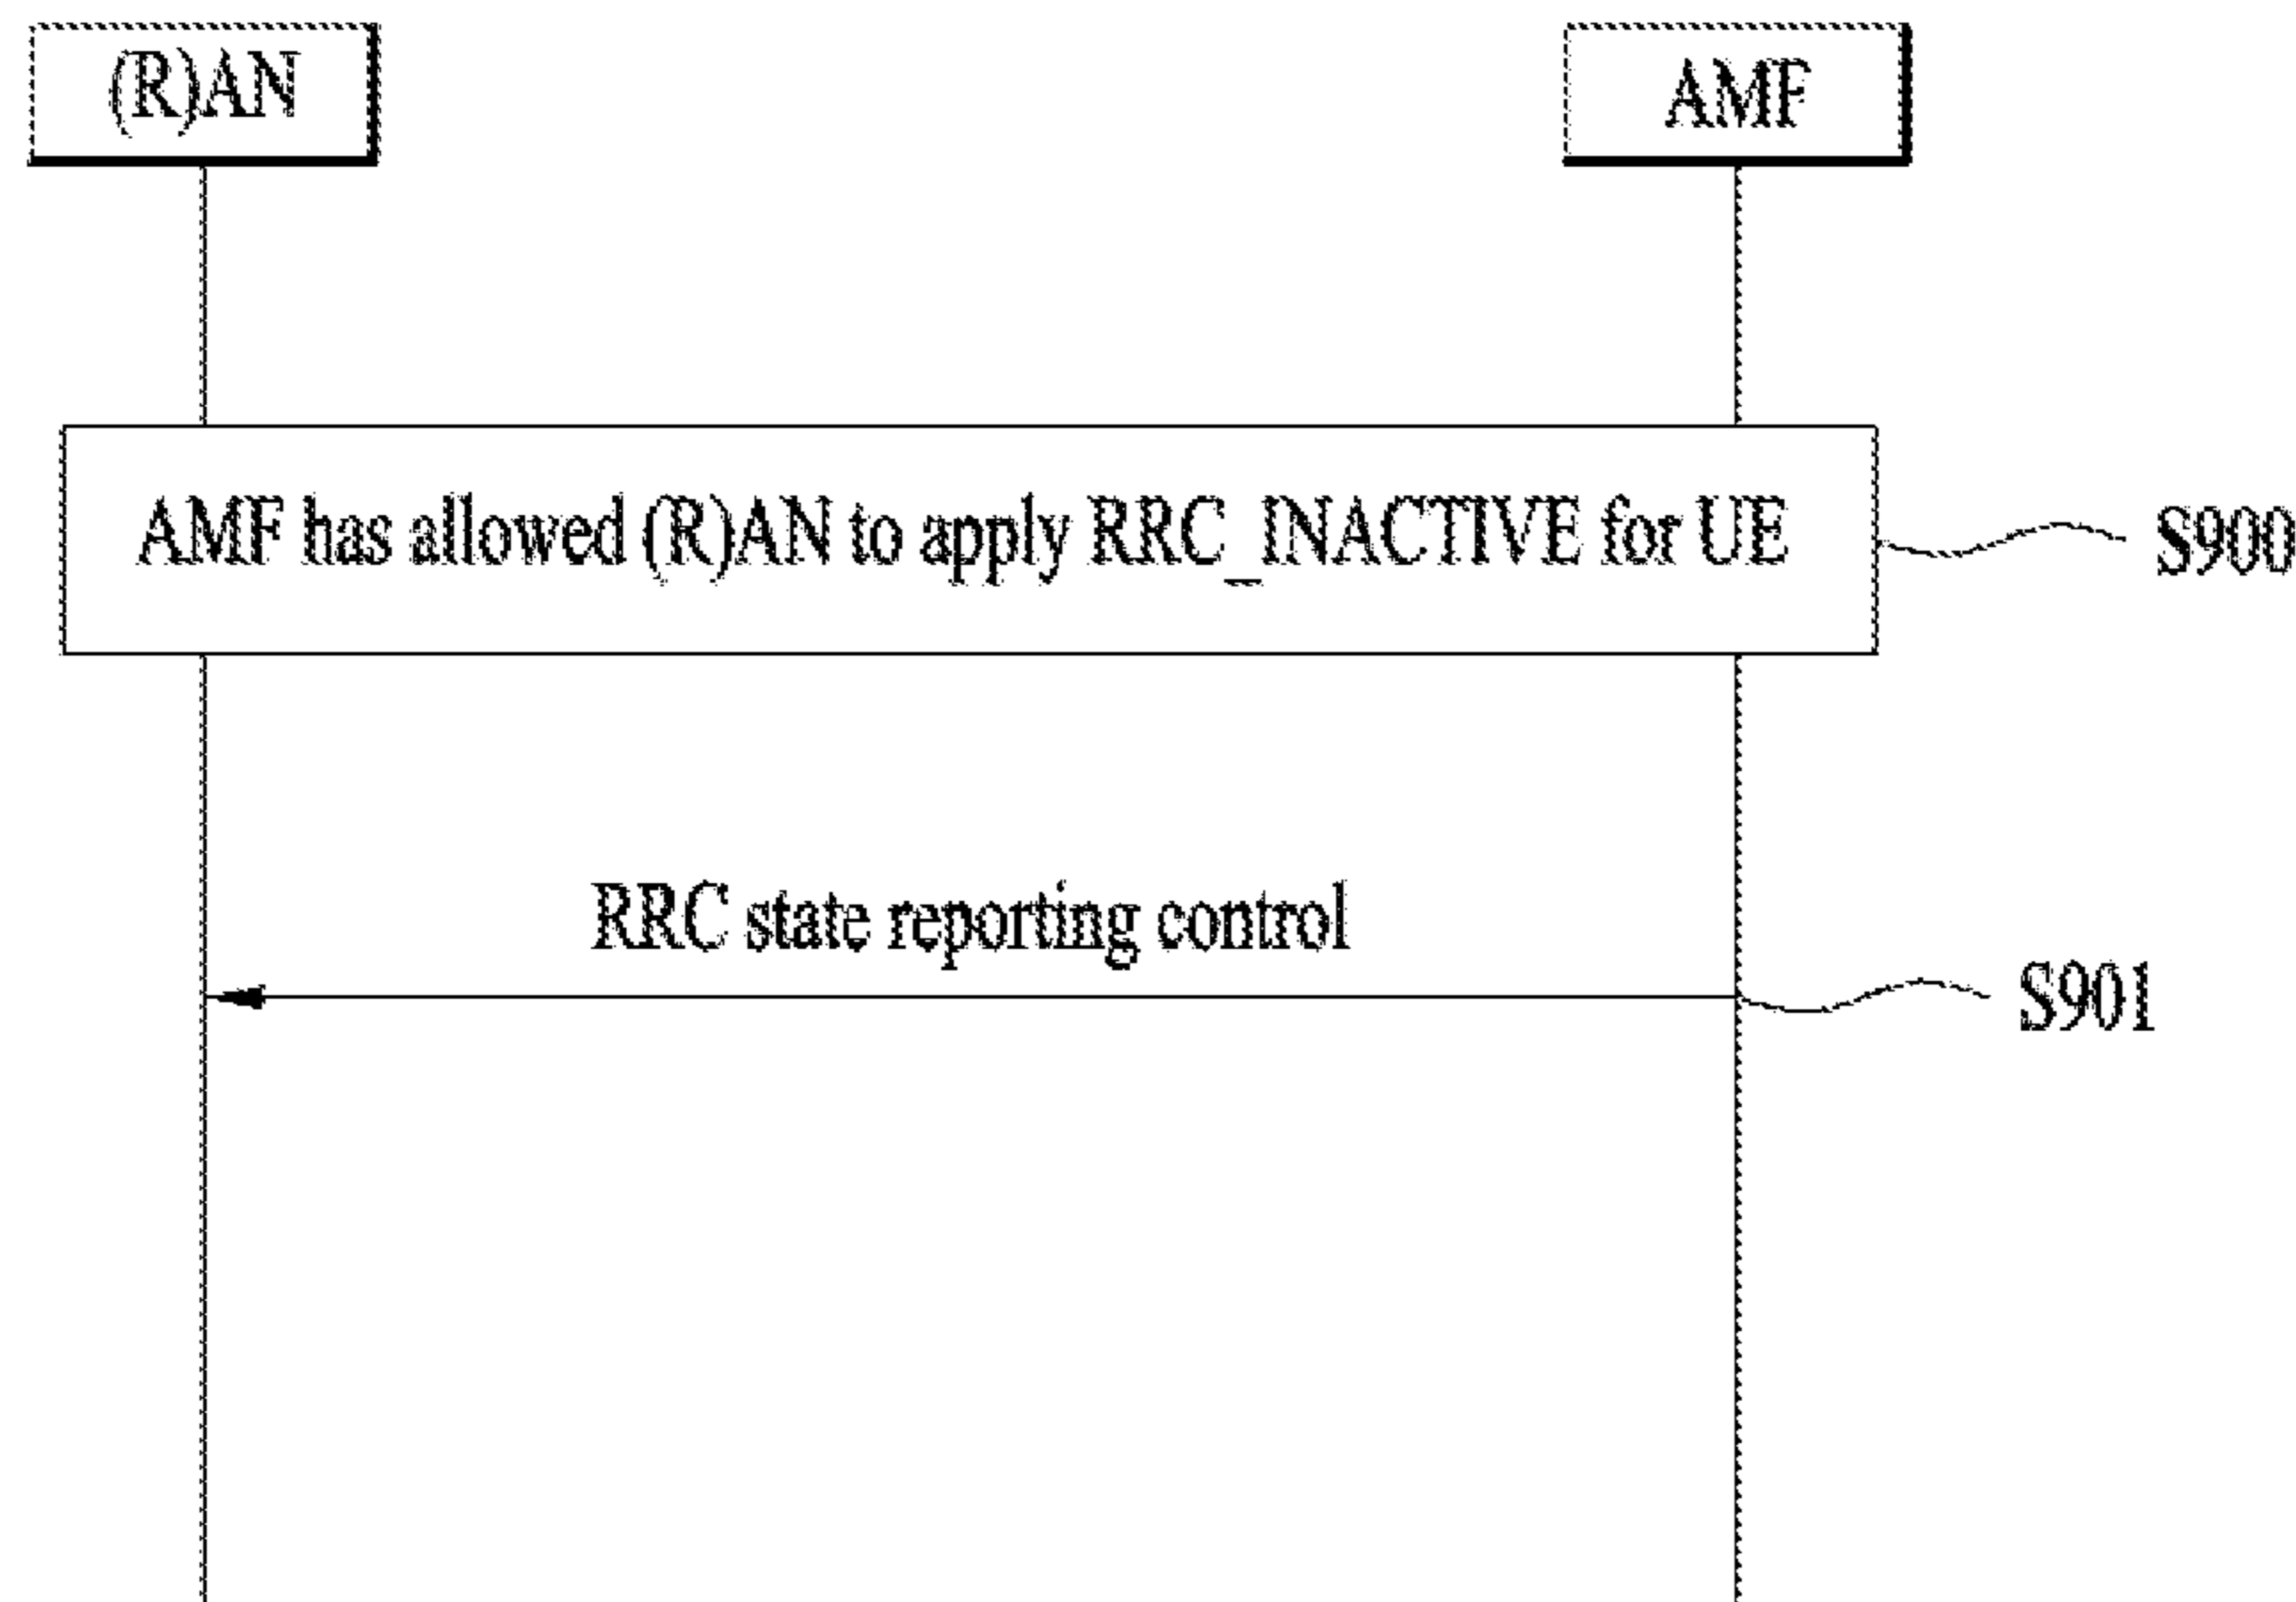 (R)AN
AMF
AMF has allowed (R)AN to apply RRC_INACTIVE for UE
S900
RRC state reporting control
S901